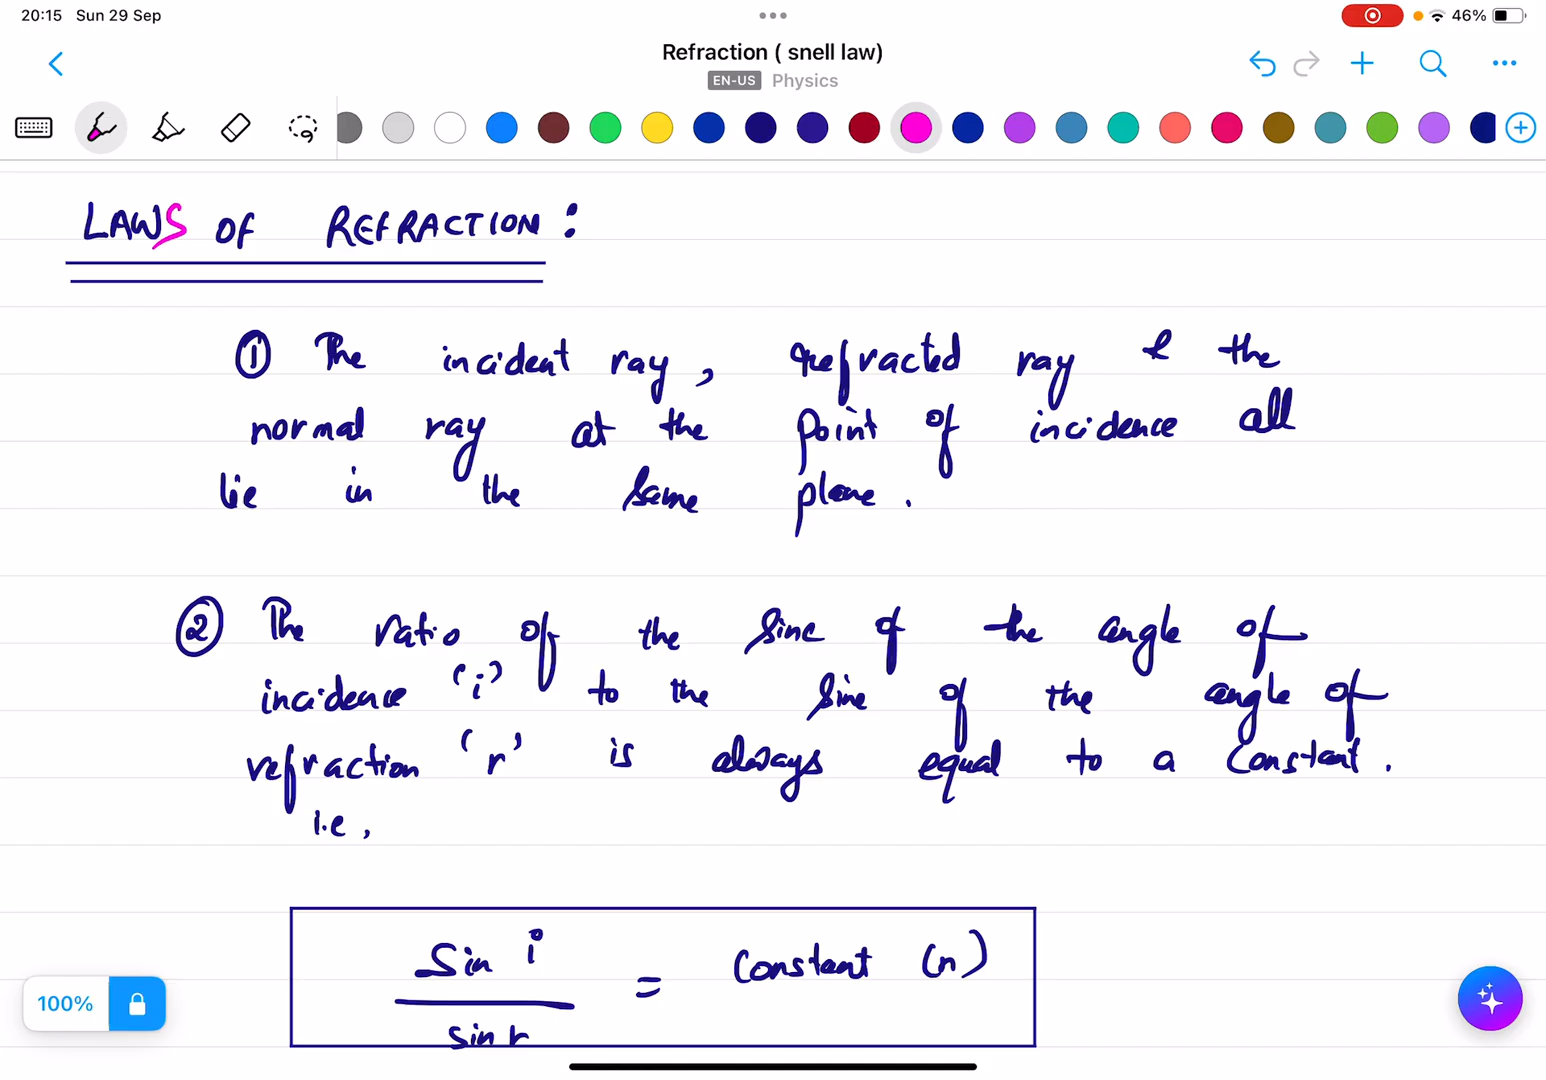 20:15 Sun 29 Sep
46%
Refraction ( snell law)
EN-US Physics
LAWS OF REFRACTION :
① The incident ray, refracted ray & the
normal ray at the point of incidence all
lie in the same plane.
② The ratio of the sine of the angle of
incidence 'i' to the sine of the angle of
refraction 'r' is always equal to a constant.
i.e,
Sin i
= constant (n)
sin r
100%